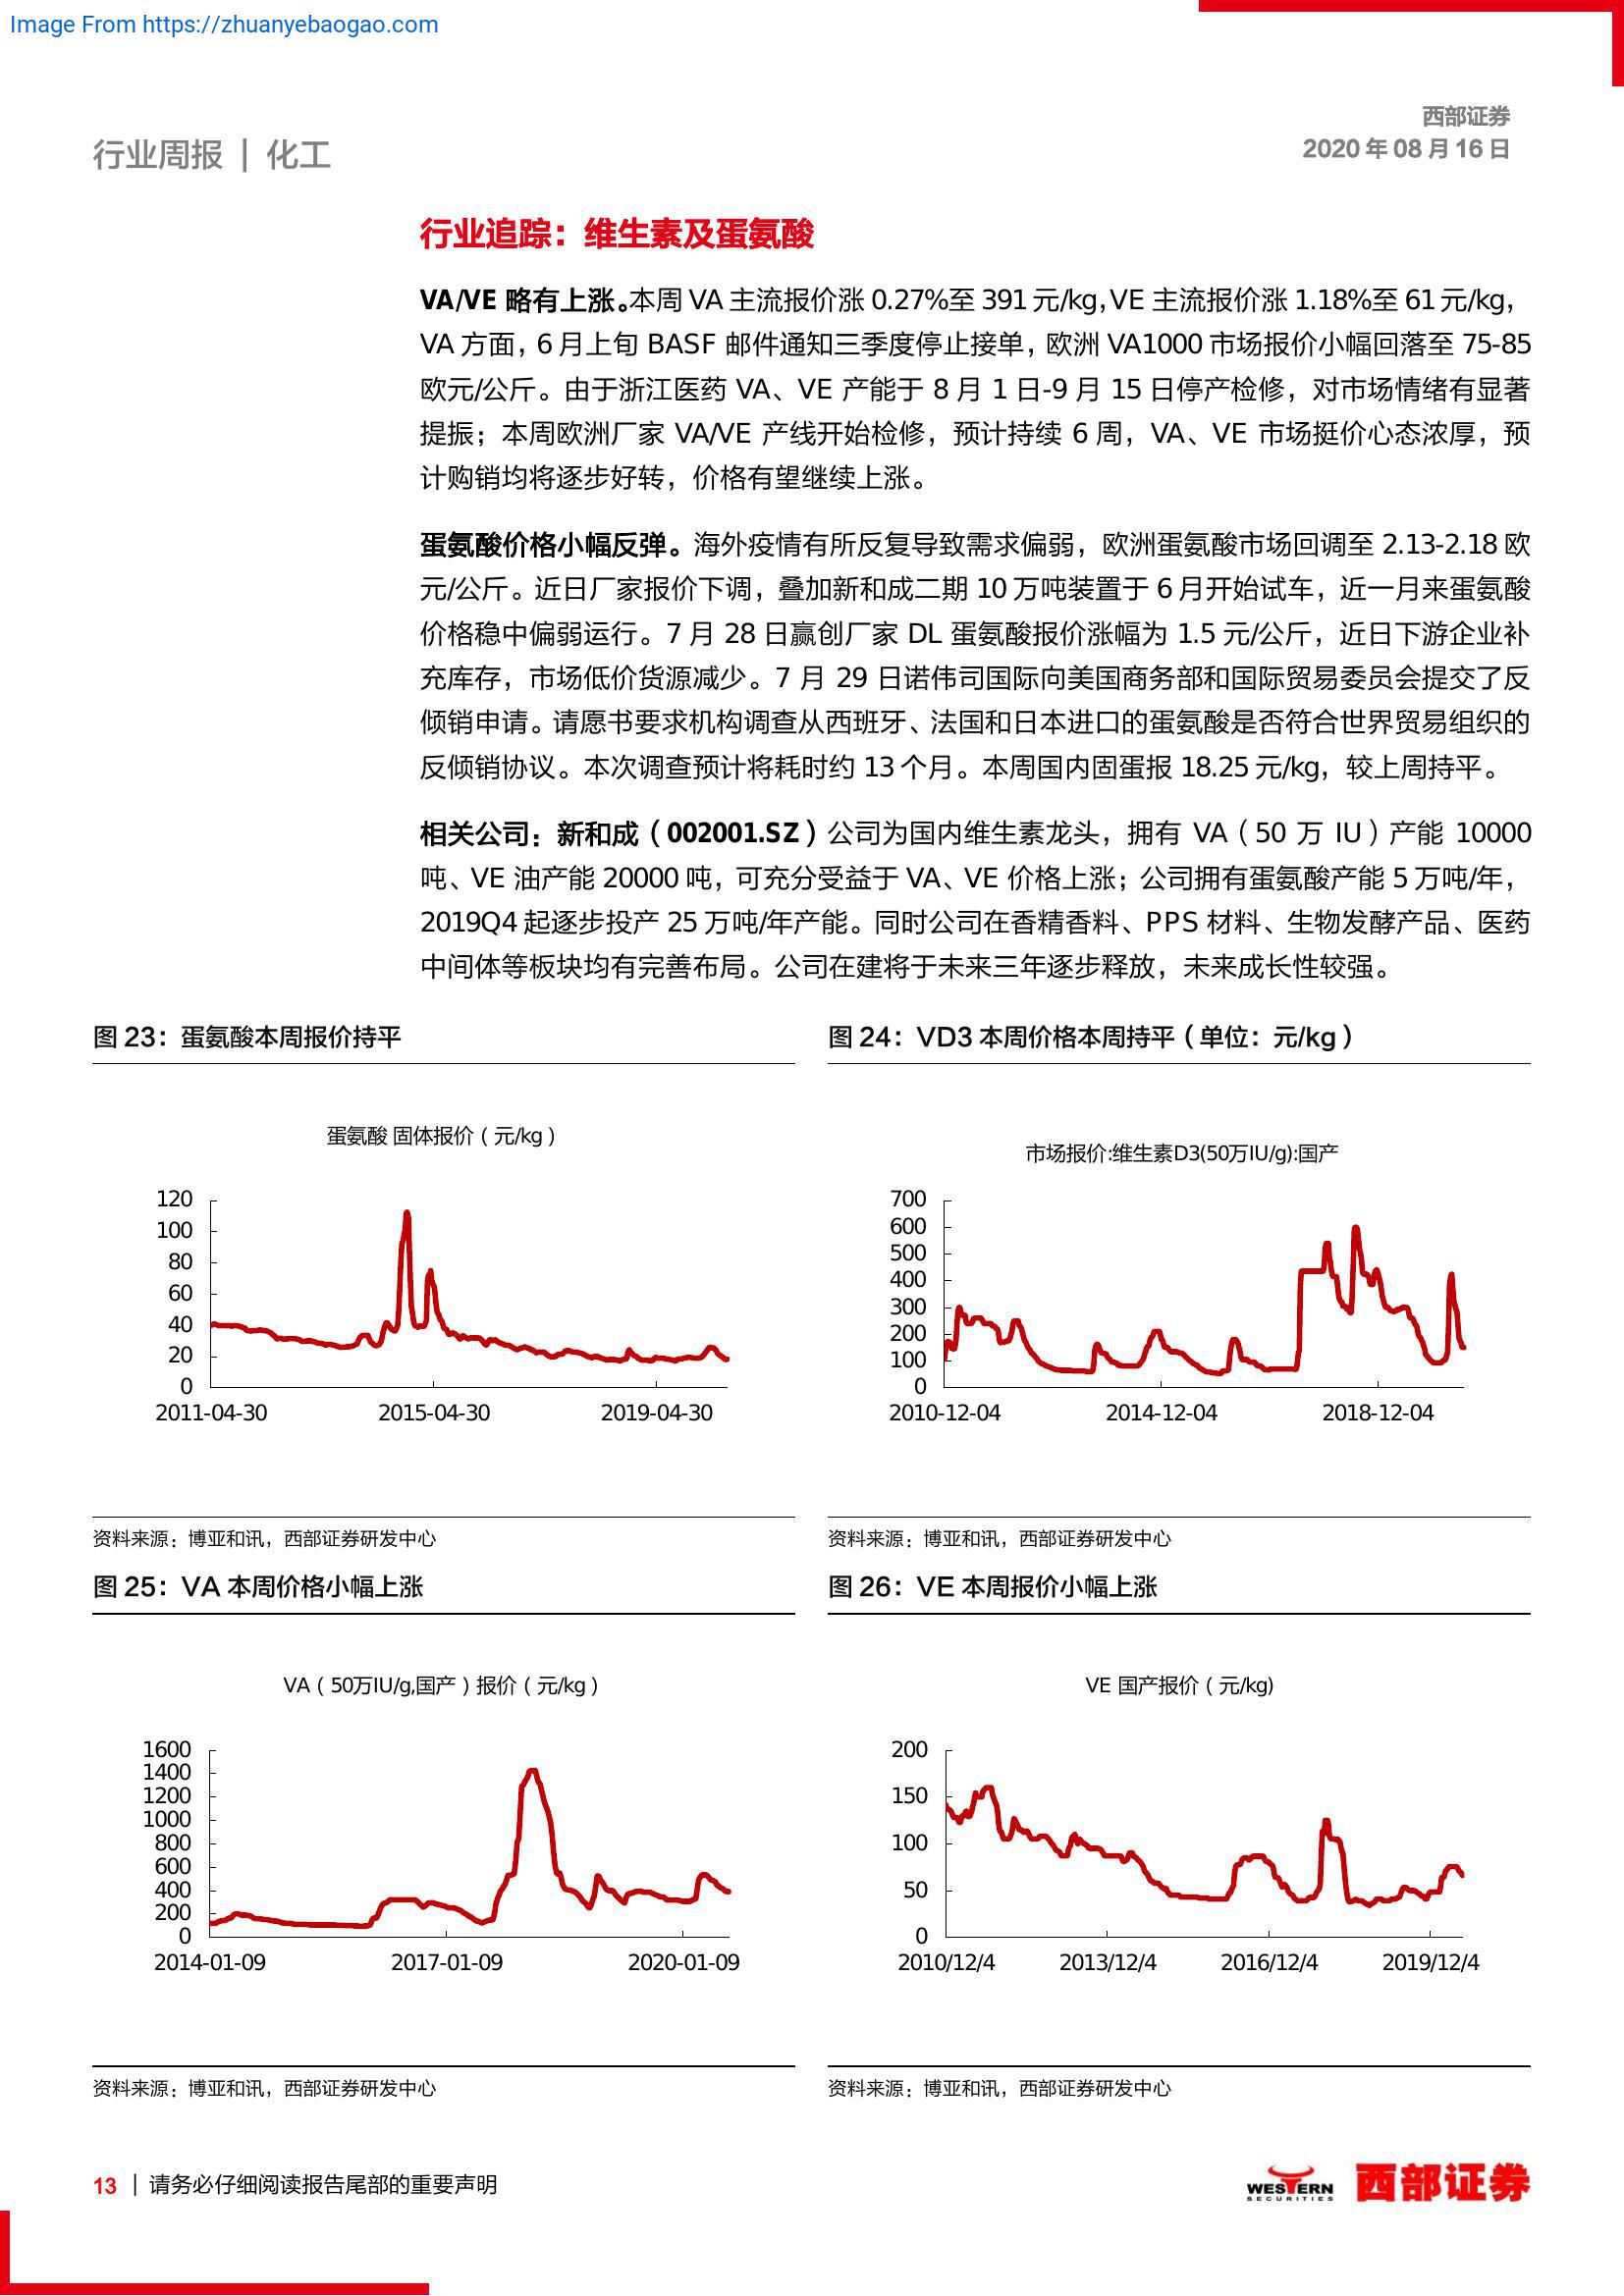 Image From https://zhuanyebaogao.com
西部证券
2020 年 08 月 16 日
行业周报 | 化工
行业追踪：维生素及蛋氨酸
VA/VE 略有上涨。本周 VA 主流报价涨 0.27%至 391 元/kg，VE 主流报价涨 1.18%至 61 元/kg，
VA 方面，6 月上旬 BASF 邮件通知三季度停止接单，欧洲 VA1000 市场报价小幅回落至 75-85
欧元/公斤。由于浙江医药 VA、VE 产能于 8 月 1 日-9 月 15 日停产检修，对市场情绪有显著
提振；本周欧洲厂家 VA/VE 产线开始检修，预计持续 6 周，VA、VE 市场挺价心态浓厚，预
计购销均将逐步好转，价格有望继续上涨。
蛋氨酸价格小幅反弹。海外疫情有所反复导致需求偏弱，欧洲蛋氨酸市场回调至 2.13-2.18 欧
元/公斤。近日厂家报价下调，叠加新和成二期 10 万吨装置于 6 月开始试车，近一月来蛋氨酸
价格稳中偏弱运行。7 月 28 日赢创厂家 DL 蛋氨酸报价涨幅为 1.5 元/公斤，近日下游企业补
充库存，市场低价货源减少。7 月 29 日诺伟司国际向美国商务部和国际贸易委员会提交了反
倾销申请。请愿书要求机构调查从西班牙、法国和日本进口的蛋氨酸是否符合世界贸易组织的
反倾销协议。本次调查预计将耗时约 13 个月。本周国内固蛋报 18.25 元/kg，较上周持平。
相关公司：新和成（002001.SZ）公司为国内维生素龙头，拥有 VA（50 万 IU）产能 10000
吨、VE 油产能 20000 吨，可充分受益于 VA、VE 价格上涨；公司拥有蛋氨酸产能 5 万吨/年，
2019Q4 起逐步投产 25 万吨/年产能。同时公司在香精香料、PPS 材料、生物发酵产品、医药
中间体等板块均有完善布局。公司在建将于未来三年逐步释放，未来成长性较强。
图 23：蛋氨酸本周报价持平
蛋氨酸 固体报价（元/kg）
120
100
80
60
40
20
0
2011-04-30 2015-04-30 2019-04-30
资料来源：博亚和讯，西部证券研发中心
图 24：VD3 本周价格本周持平（单位：元/kg）
市场报价:维生素D3(50万IU/g):国产
700
600
500
400
300
200
100
0
2010-12-04 2014-12-04 2018-12-04
资料来源：博亚和讯，西部证券研发中心
图 25：VA 本周价格小幅上涨
VA（50万IU/g,国产）报价（元/kg）
1600
1400
1200
1000
800
600
400
200
0
2014-01-09 2017-01-09 2020-01-09
资料来源：博亚和讯，西部证券研发中心
图 26：VE 本周报价小幅上涨
VE 国产报价（元/kg)
200
150
100
50
0
2010/12/4 2013/12/4 2016/12/4 2019/12/4
资料来源：博亚和讯，西部证券研发中心
13 | 请务必仔细阅读报告尾部的重要声明
WESTERN
SECURITIES
西部证券